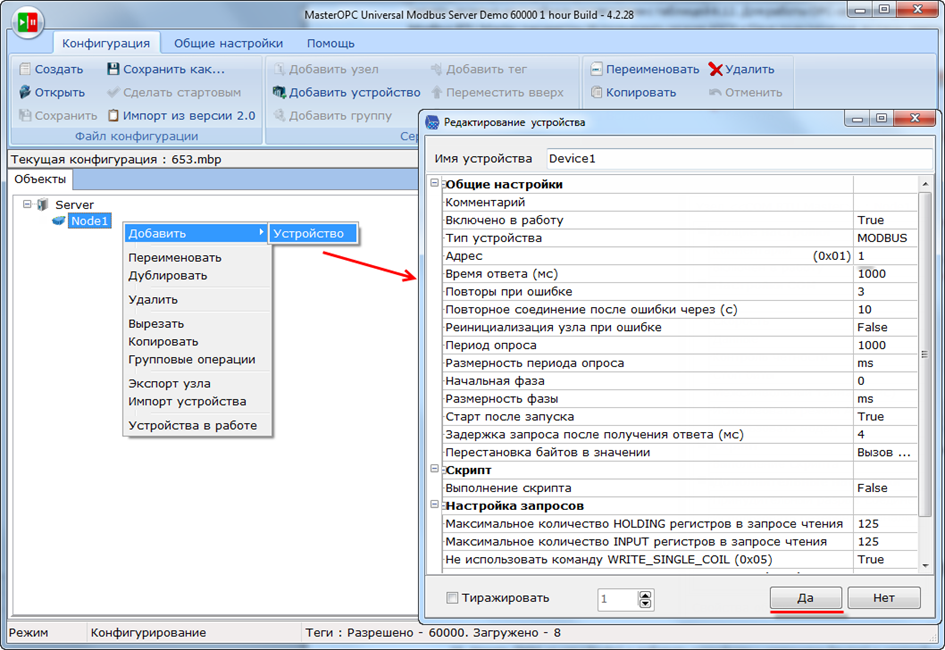 MasterOPC Universal Modbus Server Demo 60000 1 hour Build - 4.2.28
Конфигурация Общие настройки Помощь
Создать Сохранить как... Добавить узел Добавить тег Переименовать Удалить
Открыть Сделать стартовым Добавить устройство Переместить вверх Копировать Отменить
Сохранить Импорт из версии 2.0 Добавить группу
Файл конфигурации Сер
Текущая конфигурация : 653.mbp
Объекты
Server
Node1
Добавить Устройство
Переименовать
Дублировать
Удалить
Вырезать
Копировать
Групповые операции
Экспорт узла
Импорт устройства
Устройства в работе
Редактирование устройства
Имя устройства Device1
Общие настройки
Комментарий
Включено в работу True
Тип устройства MODBUS
Адрес (0x01) 1
Время ответа (мс) 1000
Повторы при ошибке 3
Повторное соединение после ошибки через (с) 10
Реинициализация узла при ошибке False
Период опроса 1000
Размерность периода опроса ms
Начальная фаза 0
Размерность фазы ms
Старт после запуска True
Задержка запроса после получения ответа (мс) 4
Перестановка байтов в значении Вызов ...
Скрипт
Выполнение скрипта False
Настройка запросов
Максимальное количество HOLDING регистров в запросе чтения 125
Максимальное количество INPUT регистров в запросе чтения 125
Не использовать команду WRITE_SINGLE_COIL (0x05) True
Тиражировать 1 Да Нет
Режим Конфигурирование Теги : Разрешено - 60000. Загружено - 8